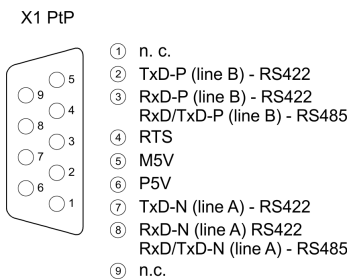 X1 PtP
5
9
4
8
3
7
2
6
1
1 n. c.
2 TxD-P (line B) - RS422
3 RxD-P (line B) - RS422
RxD/TxD-P (line B) - RS485
4 RTS
5 M5V
6 P5V
7 TxD-N (line A) - RS422
8 RxD-N (line A) RS422
RxD/TxD-N (line A) - RS485
9 n.c.